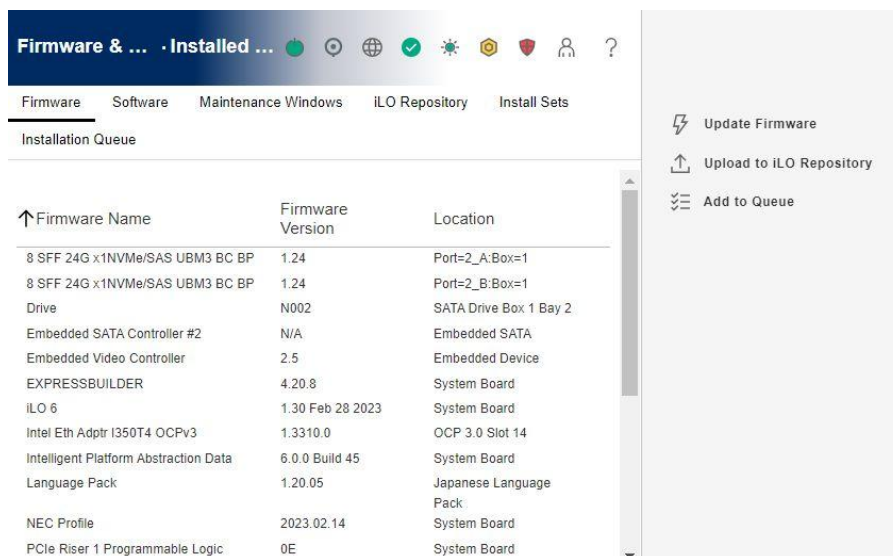 Firmware & ... · Installed ...
Firmware Software Maintenance Windows iLO Repository Install Sets
Installation Queue
Update Firmware
Upload to iLO Repository
Add to Queue
Firmware Name Firmware Version Location
8 SFF 24G x1NVMe/SAS UBM3 BC BP 1.24 Port=2_A:Box=1
8 SFF 24G x1NVMe/SAS UBM3 BC BP 1.24 Port=2_B:Box=1
Drive N002 SATA Drive Box 1 Bay 2
Embedded SATA Controller #2 N/A Embedded SATA
Embedded Video Controller 2.5 Embedded Device
EXPRESSBUILDER 4.20.8 System Board
iLO 6 1.30 Feb 28 2023 System Board
Intel Eth Adptr I350T4 OCPv3 1.3310.0 OCP 3.0 Slot 14
Intelligent Platform Abstraction Data 6.0.0 Build 45 System Board
Language Pack 1.20.05 Japanese Language
Pack
NEC Profile 2023.02.14 System Board
PCIe Riser 1 Programmable Logic 0E System Board